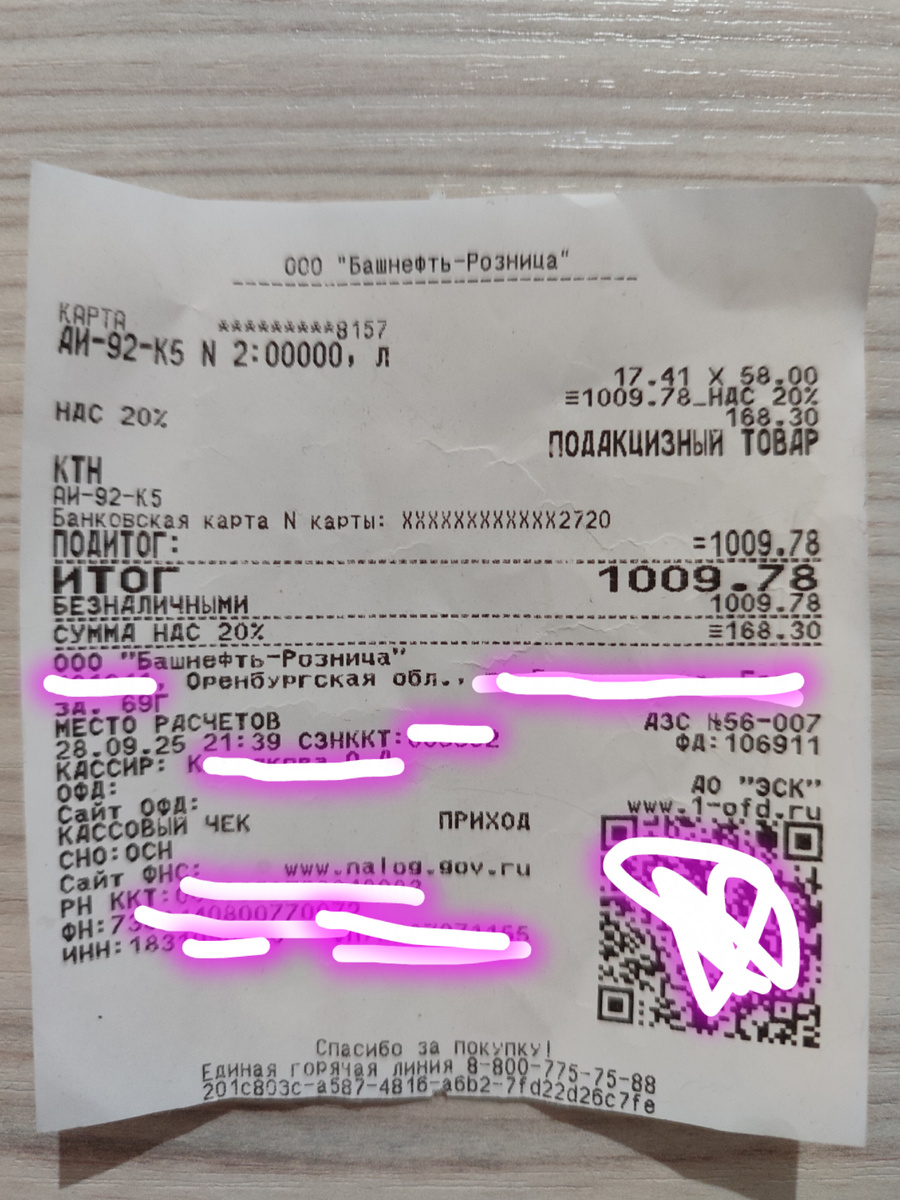 ООО "Башнефть-Розница"
КАРТА *********8157
АИ-92-К5 N 2:00000, л
17.41 X 58.00
≡1009.78_НДС 20%
НДС 20% 168.30
ПОДАКЦИЗНЫЙ ТОВАР
КТН
АИ-92-К5
Банковская карта N карты: XXXXXXXXXXXX2720
ПОДИТОГ: =1009.78
ИТОГ 1009.78
БЕЗНАЛИЧНЫМИ 1009.78
СУММА НДС 20% ≡168.30
ООО "Башнефть-Розница"
, Оренбургская обл.,
зд. 69Г
МЕСТО РАСЧЕТОВ АЗС №56-007
28.09.25 21:39 СЗНККТ: ФД:106911
КАССИР:
ОФД: АО "ЭСК"
Сайт ОФД: www.1-ofd.ru
КАССОВЫЙ ЧЕК ПРИХОД
СНО:ОСН
Сайт ФНС: www.nalog.gov.ru
РН ККТ:
ФН:
ИНН:
Спасибо за покупку!
Единая горячая линия 8-800-775-75-88
201c803c-a587-4816-a6b2-7fd22d26c7fe